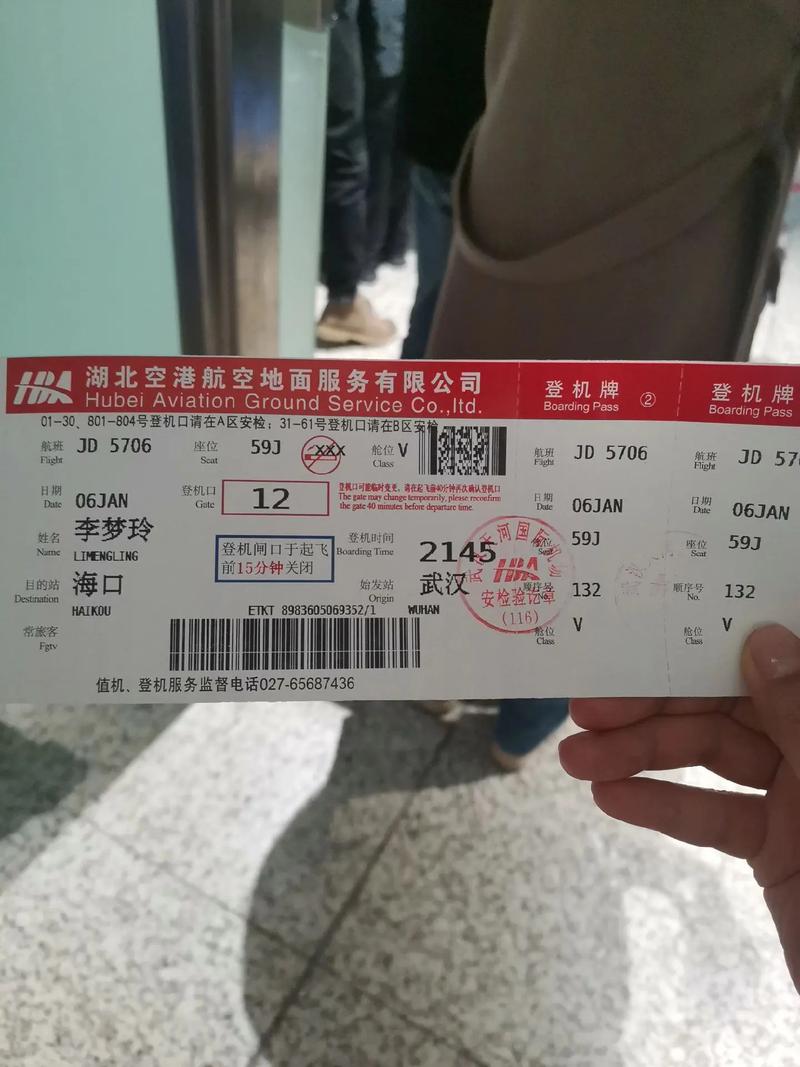 HBA 湖北空港航空地面服务有限公司
Hubei Aviation Ground Service Co.,ltd.
登机牌 ②
Boarding Pass
登机牌
Boarding Pass
01-30、801-804号登机口请在A区安检；31-61号登机口请在B区安检
航班 JD 5706 座位 59J XXX 舱位 V
Flight Seat Class
日期 06JAN 登机口 12
Date Gate
登机口可能临时变更，请在起飞前40分钟再次确认登机口
The gate may change temporarily, please reconfirm
the gate 40 minutes before departure time.
姓名 李梦玲
Name LIMENGLING
登机闸口于起飞
前15分钟关闭
登机时间 2145
Boarding Time
目的站 海口
Destination HAIKOU
始发站 武汉
Origin WUHAN
ETKT 8983605069352/1
常旅客
Fqtv
值机、登机服务监督电话027-65687436
航班 JD 5706
Flight
日期 06JAN
Date
座位 59J
Seat
顺序号 132
No.
舱位 V
Class
HBA
安检验讫章
(116)
航班 JD 57
Flight
日期 06JAN
Date
座位 59J
Seat
顺序号 132
No.
舱位 V
Class